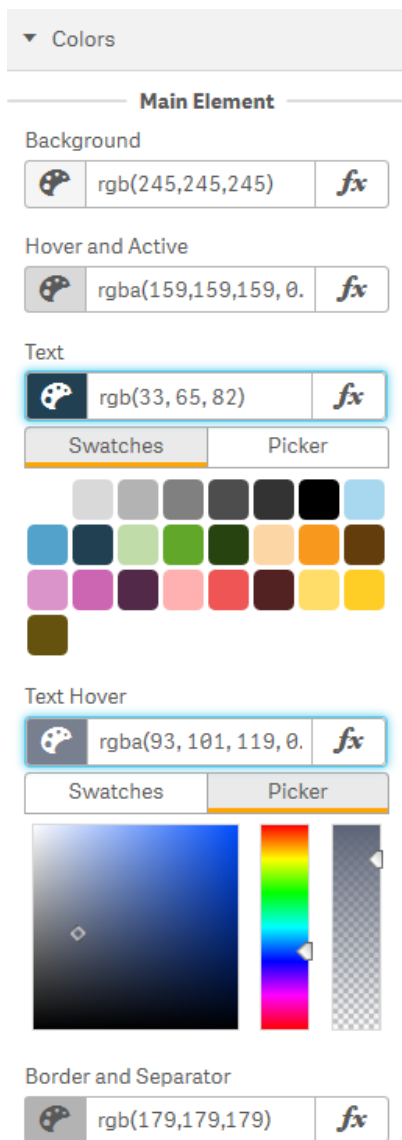 Colors
Main Element
Background
rgb(245,245,245) fx
Hover and Active
rgba(159,159,159, 0. fx
Text
rgb(33, 65, 82) fx
Swatches Picker
Text Hover
rgba(93, 101, 119, 0. fx
Swatches Picker
Border and Separator
rgb(179,179,179) fx